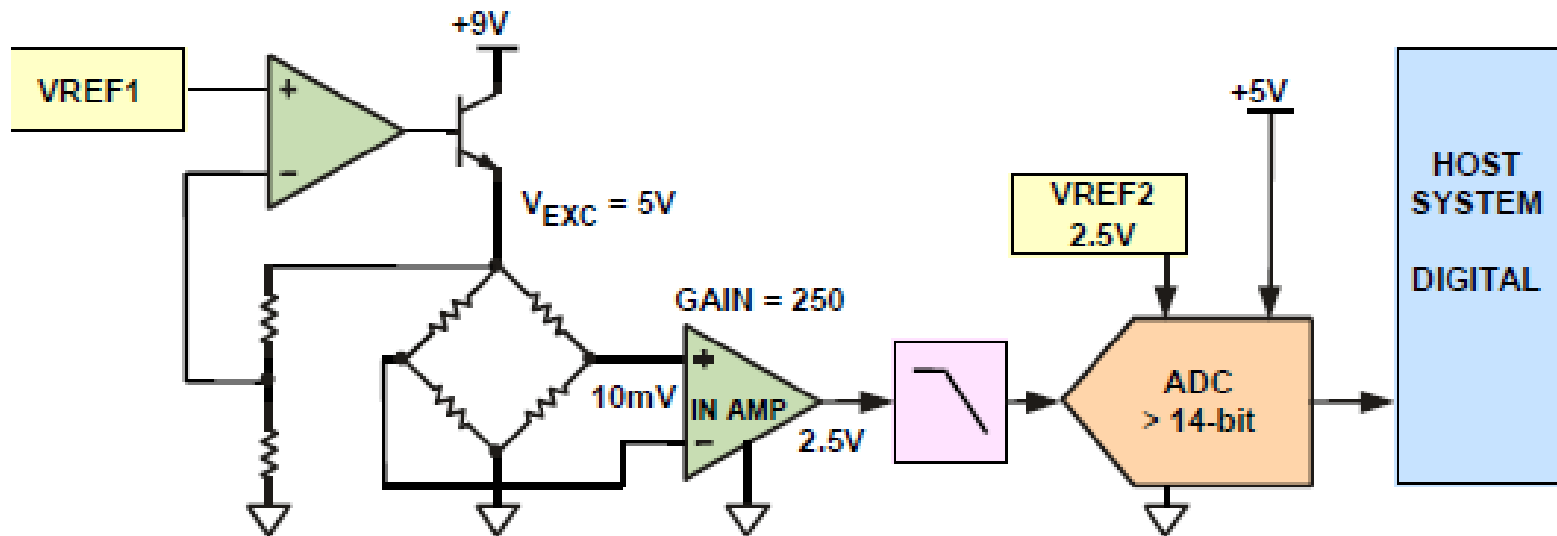 +9V
VREF1
+
-
VEXC = 5V
+5V
VREF2
2.5V
HOST
SYSTEM
DIGITAL
GAIN = 250
+
10mV
IN AMP
-
2.5V
ADC
> 14-bit